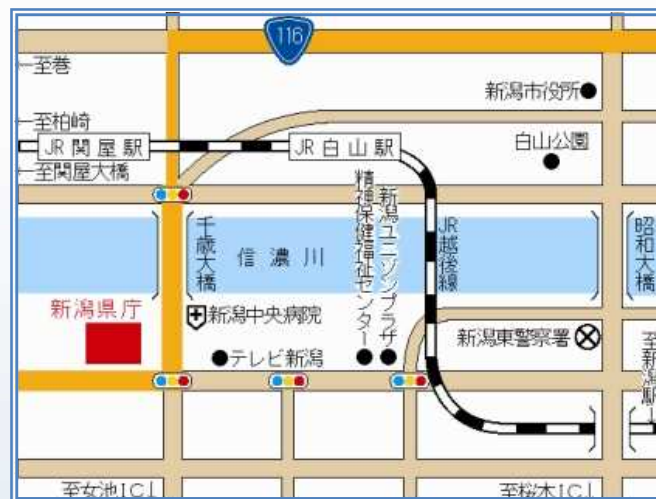 116
至巻
新潟市役所
至柏崎
JR関屋駅
JR白山駅
白山公園
至関屋大橋
千歳大橋
信濃川
精神保健福祉センター
新潟ユニゾンプラザ
JR越後線
昭和大橋
新潟県庁
新潟中央病院
テレビ新潟
新潟東警察署
至新潟駅
至女池IC
至桜木IC